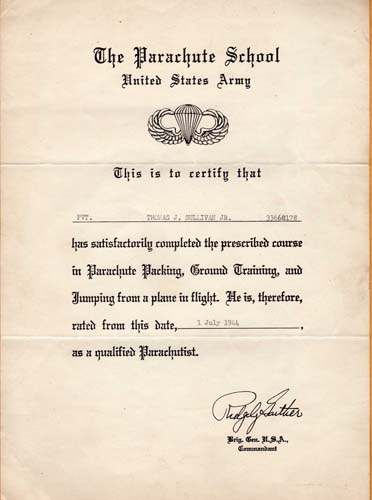 The Parachute School
United States Army
This is to certify that
PVT. THOMAS J. SULLIVAN JR. 33668128
has satisfactorily completed the prescribed course
in Parachute Packing, Ground Training, and
Jumping from a plane in flight. He is, therefore,
rated from this date, 1 July 1944,
as a qualified Parachutist.
Ridgely Gaither
Brig. Gen. U.S.A.,
Commandant